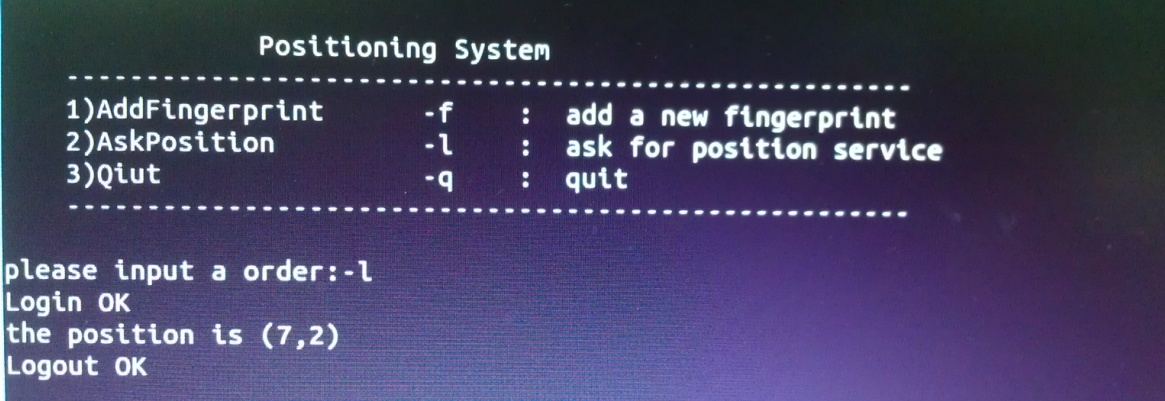 Positioning System
--------------------------------------------------------
1)AddFingerprint -f : add a new fingerprint
2)AskPosition -l : ask for position service
3)Qiut -q : quit
--------------------------------------------------------
please input a order:-l
Login OK
the position is (7,2)
Logout OK